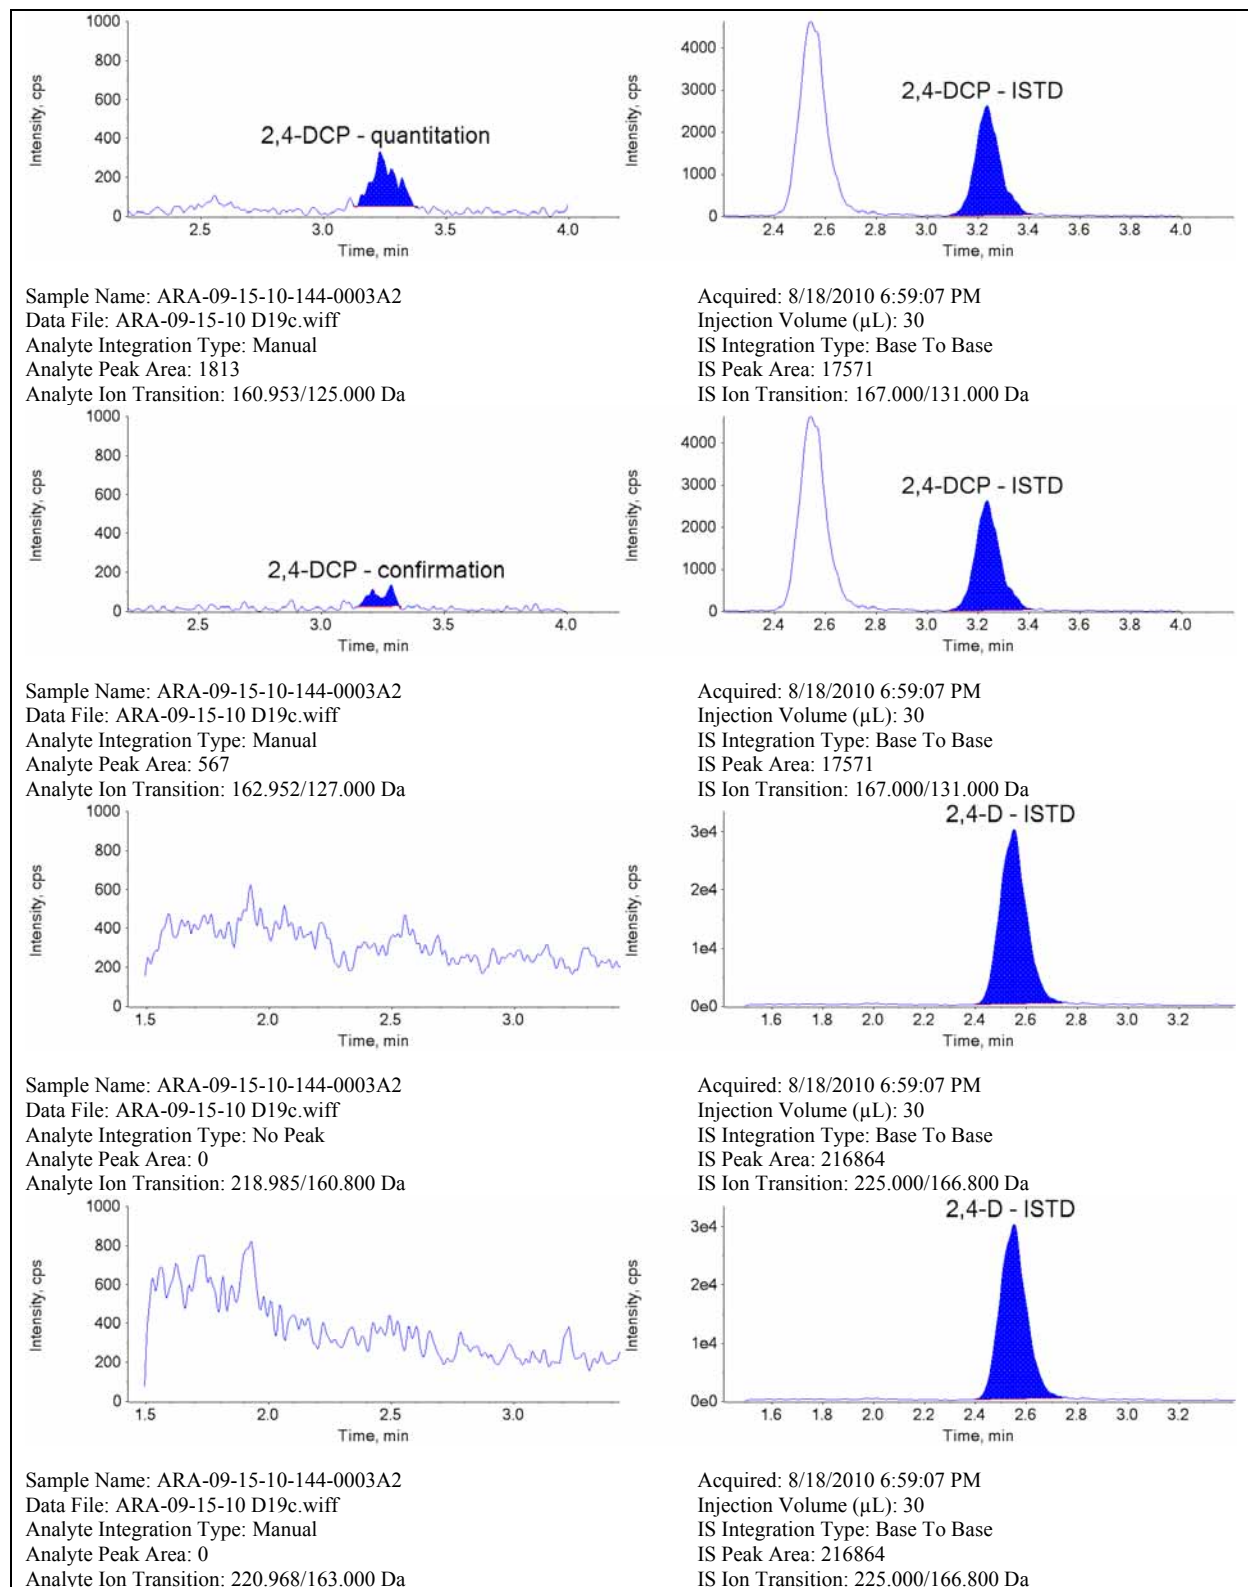 1000
800
600
400
200
0
Intensity, cps
2,4-DCP - quantitation
2.5 3.0 3.5 4.0
Time, min
4000
3000
2000
1000
0
Intensity, cps
2,4-DCP - ISTD
2.4 2.6 2.8 3.0 3.2 3.4 3.6 3.8 4.0
Time, min
Sample Name: ARA-09-15-10-144-0003A2
Data File: ARA-09-15-10 D19c.wiff
Analyte Integration Type: Manual
Analyte Peak Area: 1813
Analyte Ion Transition: 160.953/125.000 Da
Acquired: 8/18/2010 6:59:07 PM
Injection Volume (µL): 30
IS Integration Type: Base To Base
IS Peak Area: 17571
IS Ion Transition: 167.000/131.000 Da
1000
800
600
400
200
0
Intensity, cps
2,4-DCP - confirmation
2.5 3.0 3.5 4.0
Time, min
4000
3000
2000
1000
0
Intensity, cps
2,4-DCP - ISTD
2.4 2.6 2.8 3.0 3.2 3.4 3.6 3.8 4.0
Time, min
Sample Name: ARA-09-15-10-144-0003A2
Data File: ARA-09-15-10 D19c.wiff
Analyte Integration Type: Manual
Analyte Peak Area: 567
Analyte Ion Transition: 162.952/127.000 Da
Acquired: 8/18/2010 6:59:07 PM
Injection Volume (µL): 30
IS Integration Type: Base To Base
IS Peak Area: 17571
IS Ion Transition: 167.000/131.000 Da
1000
800
600
400
200
0
Intensity, cps
1.5 2.0 2.5 3.0
Time, min
3e4
2e4
1e4
0e0
Intensity, cps
2,4-D - ISTD
1.6 1.8 2.0 2.2 2.4 2.6 2.8 3.0 3.2
Time, min
Sample Name: ARA-09-15-10-144-0003A2
Data File: ARA-09-15-10 D19c.wiff
Analyte Integration Type: No Peak
Analyte Peak Area: 0
Analyte Ion Transition: 218.985/160.800 Da
Acquired: 8/18/2010 6:59:07 PM
Injection Volume (µL): 30
IS Integration Type: Base To Base
IS Peak Area: 216864
IS Ion Transition: 225.000/166.800 Da
1000
800
600
400
200
0
Intensity, cps
1.5 2.0 2.5 3.0
Time, min
3e4
2e4
1e4
0e0
Intensity, cps
2,4-D - ISTD
1.6 1.8 2.0 2.2 2.4 2.6 2.8 3.0 3.2
Time, min
Sample Name: ARA-09-15-10-144-0003A2
Data File: ARA-09-15-10 D19c.wiff
Analyte Integration Type: Manual
Analyte Peak Area: 0
Analyte Ion Transition: 220.968/163.000 Da
Acquired: 8/18/2010 6:59:07 PM
Injection Volume (µL): 30
IS Integration Type: Base To Base
IS Peak Area: 216864
IS Ion Transition: 225.000/166.800 Da